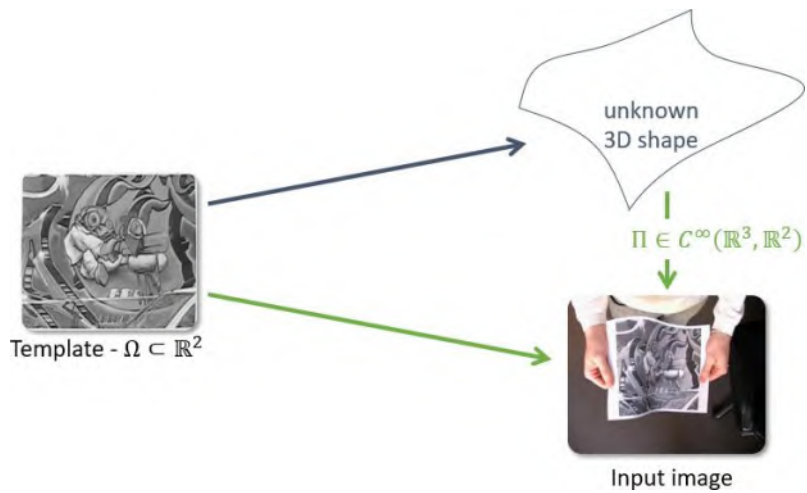 unknown
3D shape
Π ∈ C^∞(ℝ³, ℝ²)
Template - Ω ⊂ ℝ²
Input image